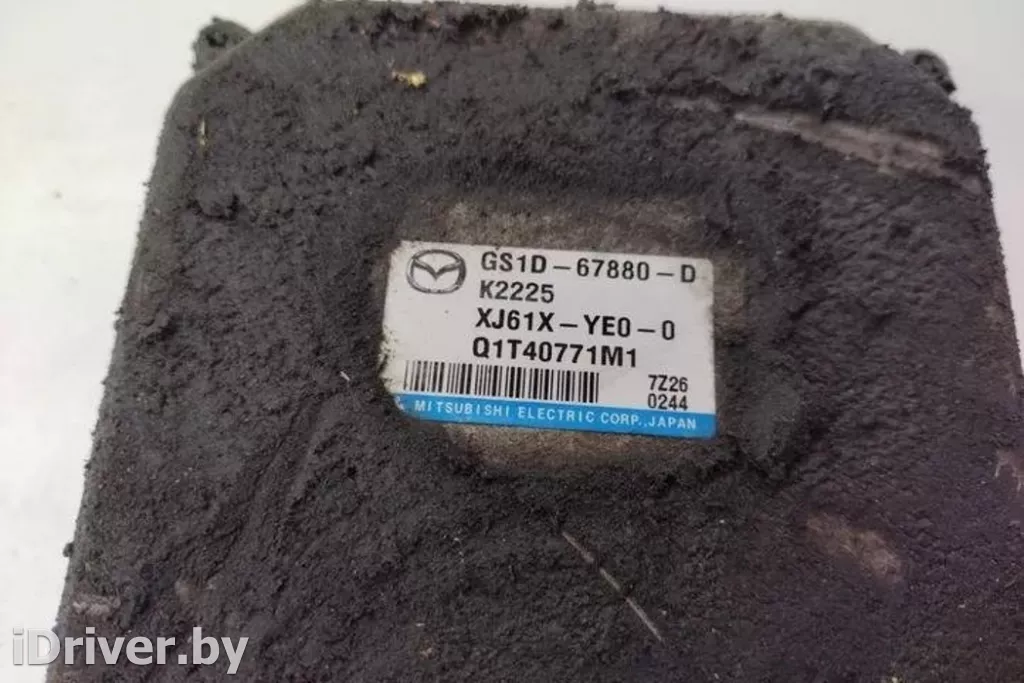 GS1D-67880-D
K2225
XJ61X-YE0-0
Q1T40771M1
7Z26
0244
MITSUBISHI ELECTRIC CORP.,JAPAN
iDriver.by